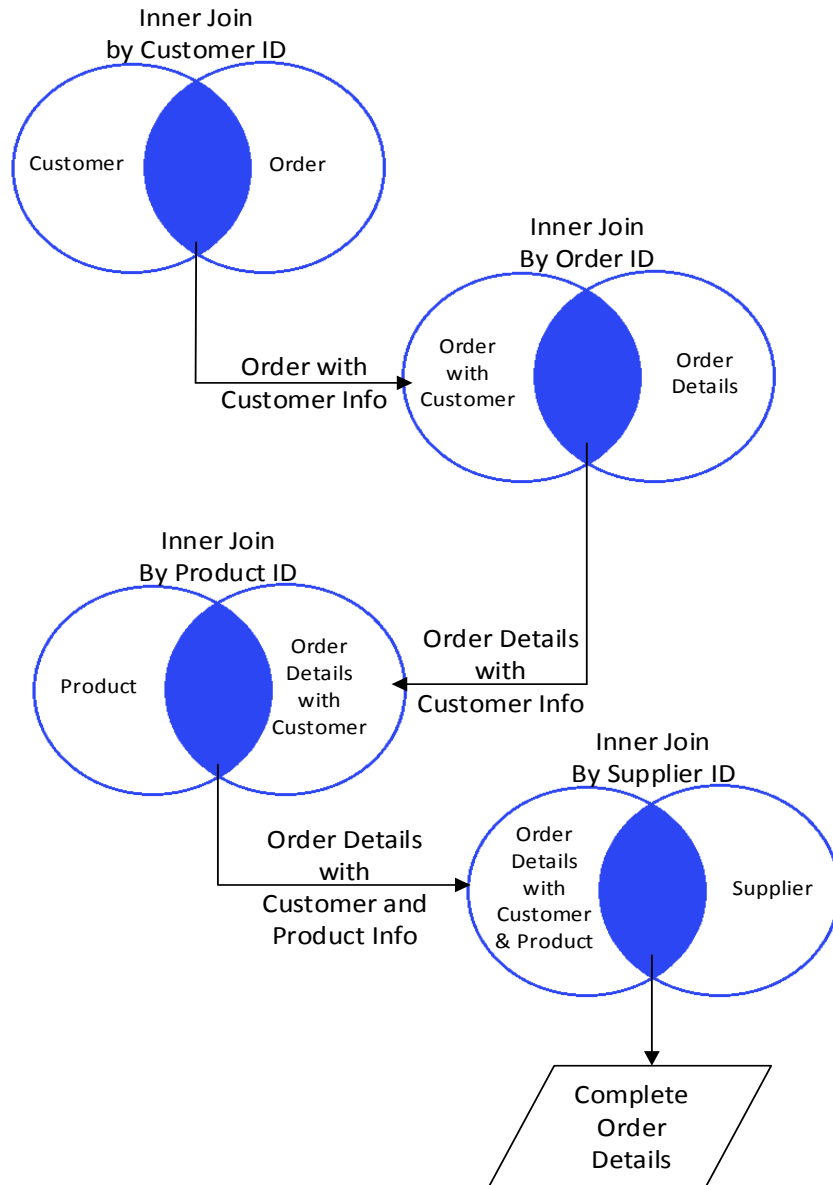 Inner Join
by Customer ID
Customer
Order
Inner Join
By Order ID
Order
with
Customer
Order
Details
Order with
Customer Info
Inner Join
By Product ID
Product
Order
Details
with
Customer
Order Details
with
Customer Info
Inner Join
By Supplier ID
Order
Details
with
Customer
& Product
Supplier
Order Details
with
Customer and
Product Info
Complete
Order
Details